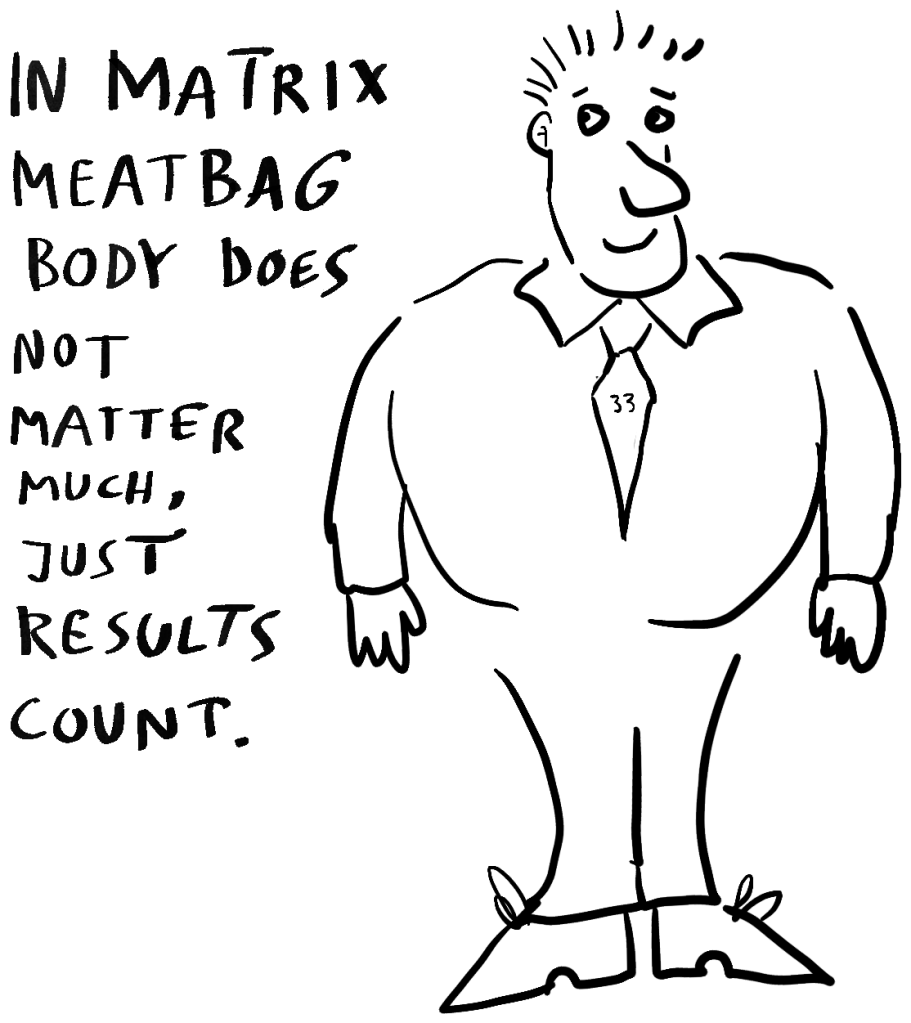 IN MATRIX
MEATBAG
BODY DOES
NOT
MATTER
MUCH,
JUST
RESULTS
COUNT.
33